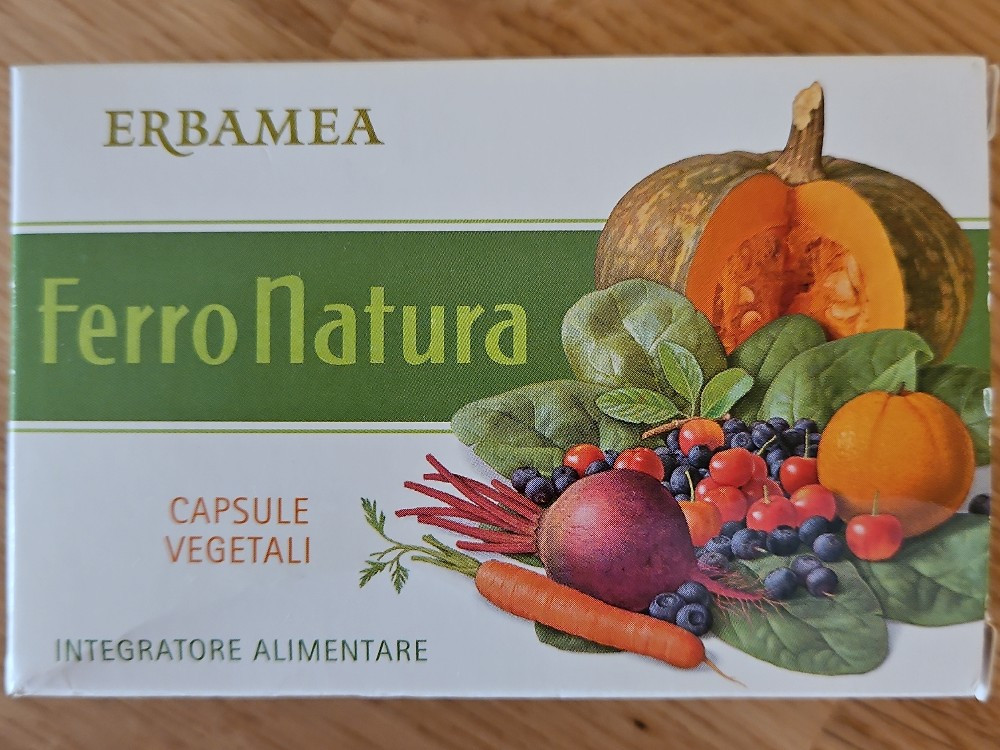 ERBAMEA
Ferro Natura
CAPSULE
VEGETALI
INTEGRATORE ALIMENTARE